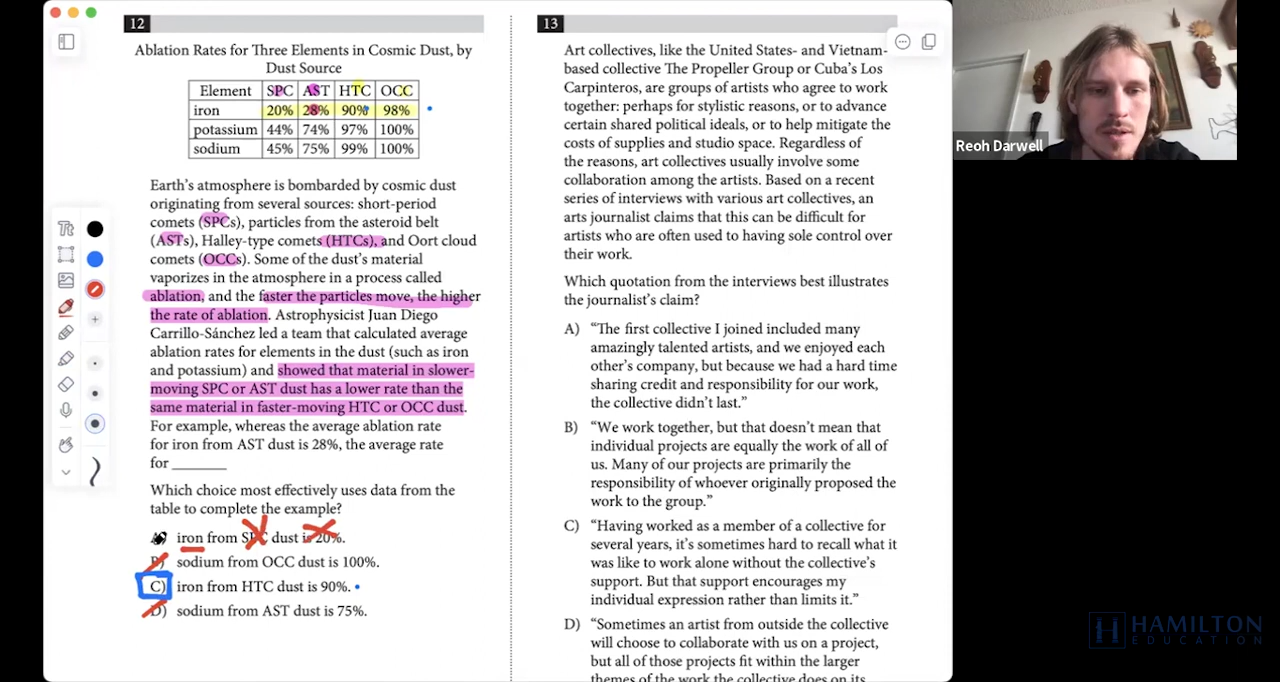 12
Ablation Rates for Three Elements in Cosmic Dust, by
Dust Source
Element SPC AST HTC OCC
iron 20% 28% 90% 98%
potassium 44% 74% 97% 100%
sodium 45% 75% 99% 100%
Earth's atmosphere is bombarded by cosmic dust
originating from several sources: short-period
comets (SPCs), particles from the asteroid belt
(ASTs), Halley-type comets (HTCs), and Oort cloud
comets (OCCs). Some of the dust's material
vaporizes in the atmosphere in a process called
ablation, and the faster the particles move, the higher
the rate of ablation. Astrophysicist Juan Diego
Carrillo-Sánchez led a team that calculated average
ablation rates for elements in the dust (such as iron
and potassium) and showed that material in slower-
moving SPC or AST dust has a lower rate than the
same material in faster-moving HTC or OCC dust.
For example, whereas the average ablation rate
for iron from AST dust is 28%, the average rate
for _______
Which choice most effectively uses data from the
table to complete the example?
A) iron from SPC dust is 20%.
B) sodium from OCC dust is 100%.
C) iron from HTC dust is 90%.
D) sodium from AST dust is 75%.
13
Art collectives, like the United States- and Vietnam-
based collective The Propeller Group or Cuba's Los
Carpinteros, are groups of artists who agree to work
together: perhaps for stylistic reasons, or to advance
certain shared political ideals, or to help mitigate the
costs of supplies and studio space. Regardless of
the reasons, art collectives usually involve some
collaboration among the artists. Based on a recent
series of interviews with various art collectives, an
arts journalist claims that this can be difficult for
artists who are often used to having sole control over
their work.
Which quotation from the interviews best illustrates
the journalist's claim?
A) "The first collective I joined included many
amazingly talented artists, and we enjoyed each
other's company, but because we had a hard time
sharing credit and responsibility for our work,
the collective didn't last."
B) "We work together, but that doesn't mean that
individual projects are equally the work of all of
us. Many of our projects are primarily the
responsibility of whoever originally proposed the
work to the group."
C) "Having worked as a member of a collective for
several years, it's sometimes hard to recall what it
was like to work alone without the collective's
support. But that support encourages my
individual expression rather than limits it."
D) "Sometimes an artist from outside the collective
will choose to collaborate with us on a project,
but all of those projects fit within the larger
themes of the work the collective does on its
Reoh Darwell
HAMILTON
EDUCATION
Tt